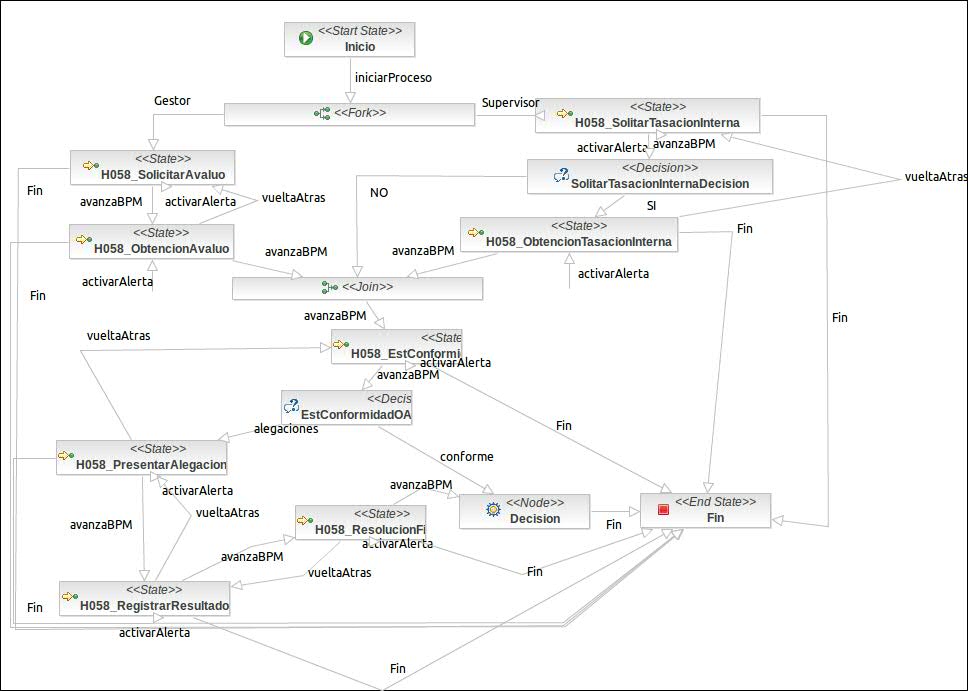 <<Start State>>
Inicio
iniciarProceso
Gestor
<<Fork>>
Supervisor
<<State>>
H058_SolitarTasacionInterna
activarAlerta
avanzaBPM
<<State>>
H058_SolicitarAvaluo
<<Decision>>
SolitarTasacionInternaDecision
vueltaAtras
Fin
NO
SI
avanzaBPM
activarAlerta
vueltaAtras
<<State>>
H058_ObtencionAvaluo
<<State>>
H058_ObtencionTasacionInterna
Fin
avanzaBPM
avanzaBPM
activarAlerta
activarAlerta
Fin
<<Join>>
avanzaBPM
Fin
vueltaAtras
<<State
H058_EstConformi
activarAlerta
avanzaBPM
<<Decis
EstConformidadOA
alegaciones
Fin
<<State>>
H058_PresentarAlegacion
conforme
activarAlerta
avanzaBPM
vueltaAtras
avanzaBPM
<<State>>
H058_ResolucionFi
activarAlerta
<<Node>>
Decision
Fin
<<End State>>
Fin
avanzaBPM
vueltaAtras
Fin
<<State>>
H058_RegistrarResultado
Fin
activarAlerta
Fin